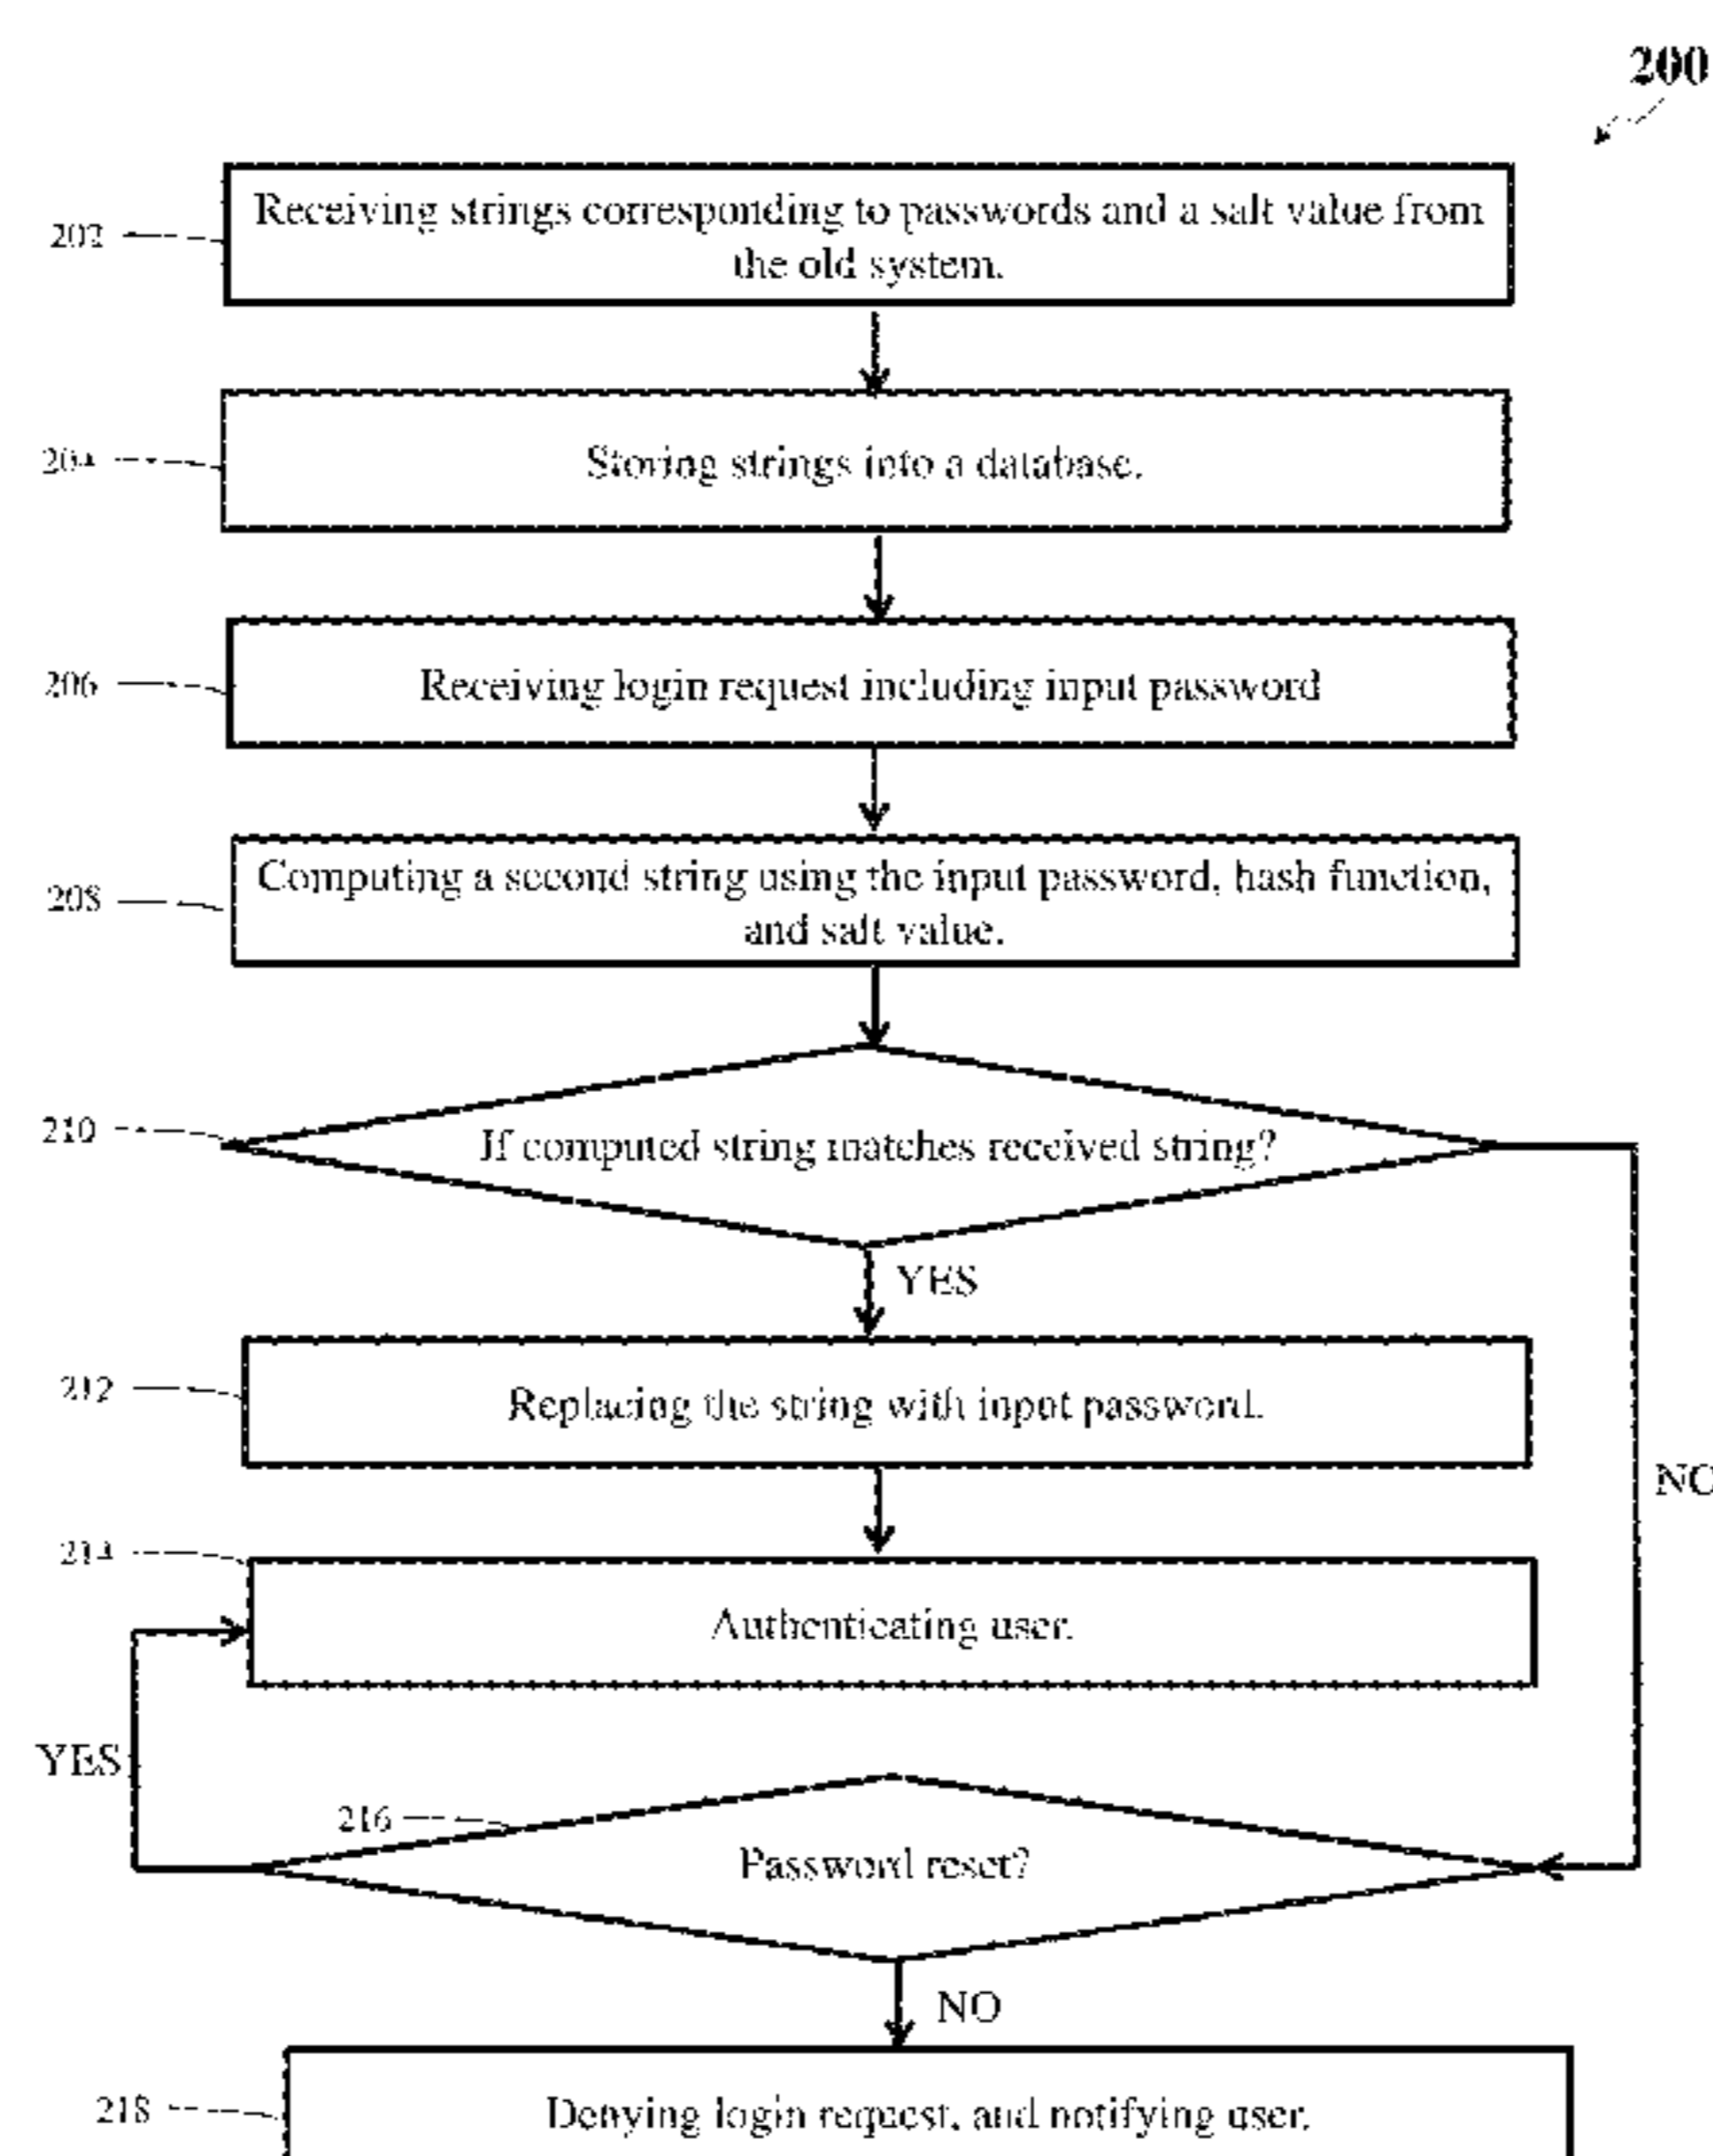 200
202
Receiving strings corresponding to passwords and a salt value from
the old system.
204
Storing strings into a database.
206
Receiving login request including input password
208
Computing a second string using the input password, hash function,
and salt value.
210
If computed string matches received string?
YES
212
Replacing the string with input password.
NO
214
Authenticating user.
YES
216
Password reset?
NO
218
Denying login request, and notifying user.